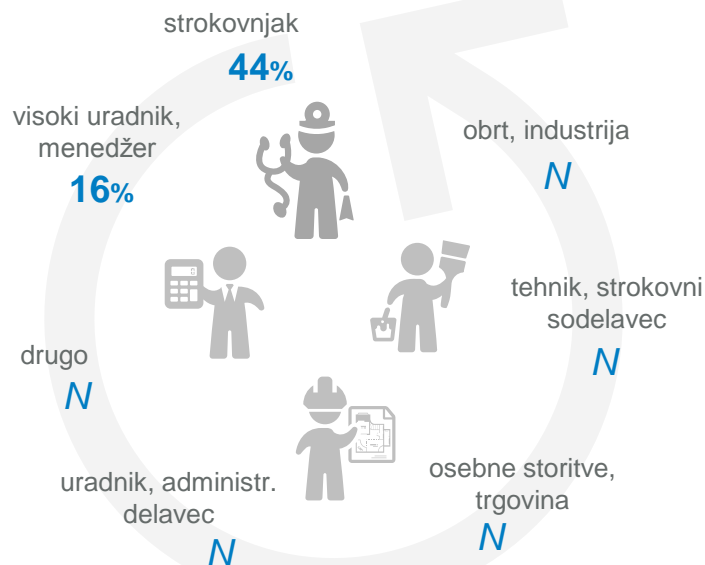 strokovnjak
44%
visoki uradnik,
menedžer
16%
obrt, industrija
N
tehnik, strokovni
sodelavec
N
drugo
N
uradnik, administr.
delavec
N
osebne storitve,
trgovina
N